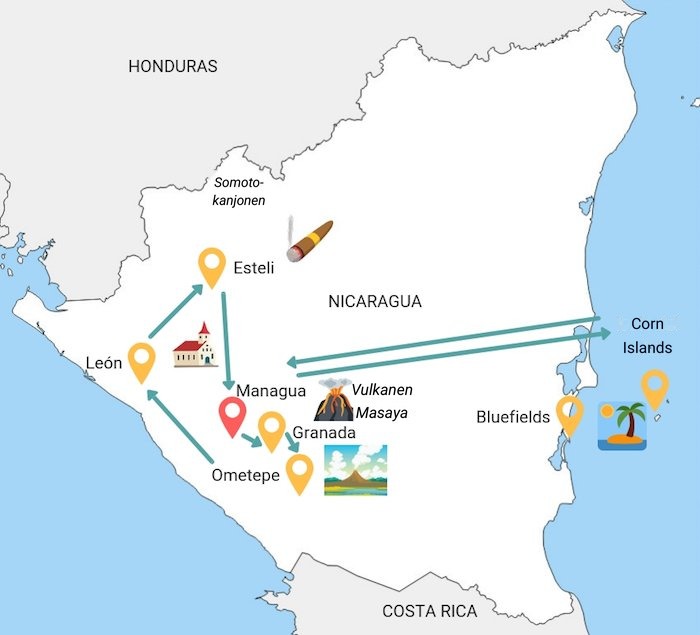 HONDURAS
Somoto-
kanjonen
Esteli
NICARAGUA
Corn
Islands
León
Managua
Vulkanen
Masaya
Bluefields
Granada
Ometepe
COSTA RICA